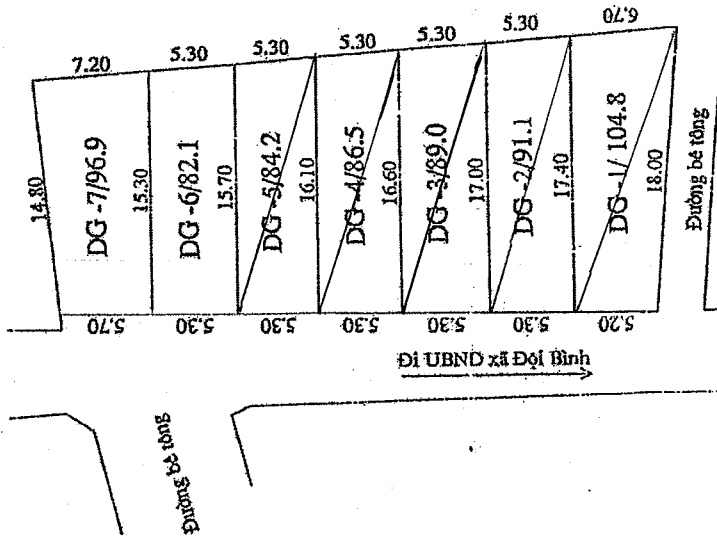 7.20 5.30 5.30 5.30 5.30 5.30 6.70
14.80
DG -7/96.9
15.30
DG -6/82.1
15.70
DG -5/84.2
16.10
DG -4/86.5
16.60
DG -3/89.0
17.00
DG -2/91.1
17.40
DG -1/ 104.8
18.00
Đường bê tông
5.70 5.30 5.30 5.30 5.30 5.30 5.20
Đi UBND xã Đội Bình
Đường bê tông